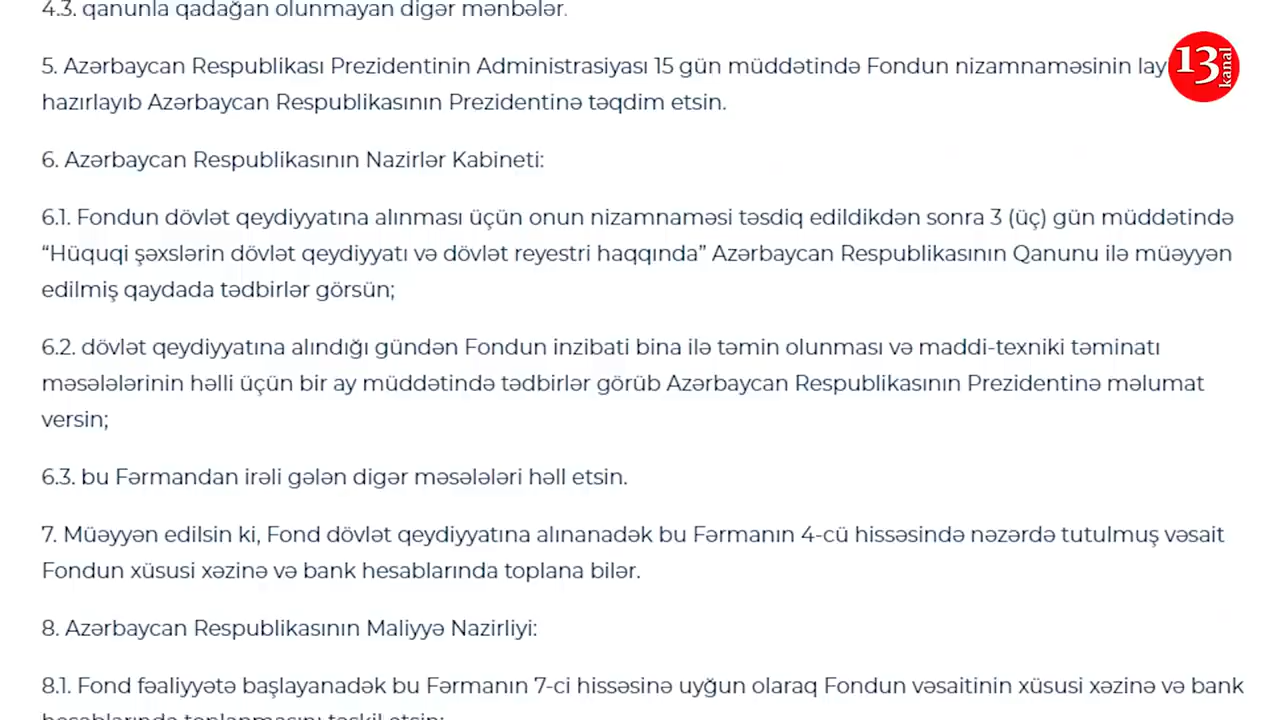 4.3. qanunla qadağan olunmayan digər mənbələr.
5. Azərbaycan Respublikası Prezidentinin Administrasiyası 15 gün müddətində Fondun nizamnaməsinin
hazırlayıb Azərbaycan Respublikasının Prezidentinə təqdim etsin.
6. Azərbaycan Respublikasının Nazirlər Kabineti:
6.1. Fondun dövlət qeydiyyatına alınması üçün onun nizamnaməsi təsdiq edildikdən sonra 3 (üç) gün müddətində
“Hüquqi şəxslərin dövlət qeydiyyatı və dövlət reyestri haqqında” Azərbaycan Respublikasının Qanunu ilə müəyyən
edilmiş qaydada tədbirlər görsün;
6.2. dövlət qeydiyyatına alındığı gündən Fondun inzibati bina ilə təmin olunması və maddi-texniki təminatı
məsələlərinin həlli üçün bir ay müddətində tədbirlər görüb Azərbaycan Respublikasının Prezidentinə məlumat
versin;
6.3. bu Fərmandan irəli gələn digər məsələləri həll etsin.
7. Müəyyən edilsin ki, Fond dövlət qeydiyyatına alınanadək bu Fərmanın 4-cü hissəsində nəzərdə tutulmuş vəsait
Fondun xüsusi xəzinə və bank hesablarında toplana bilər.
8. Azərbaycan Respublikasının Maliyyə Nazirliyi:
8.1. Fond fəaliyyətə başlayanadək bu Fərmanın 7-ci hissəsinə uyğun olaraq Fondun vəsaitinin xüsusi xəzinə və bank
hesablarında toplanmasını təşkil etsin;
13 kanal